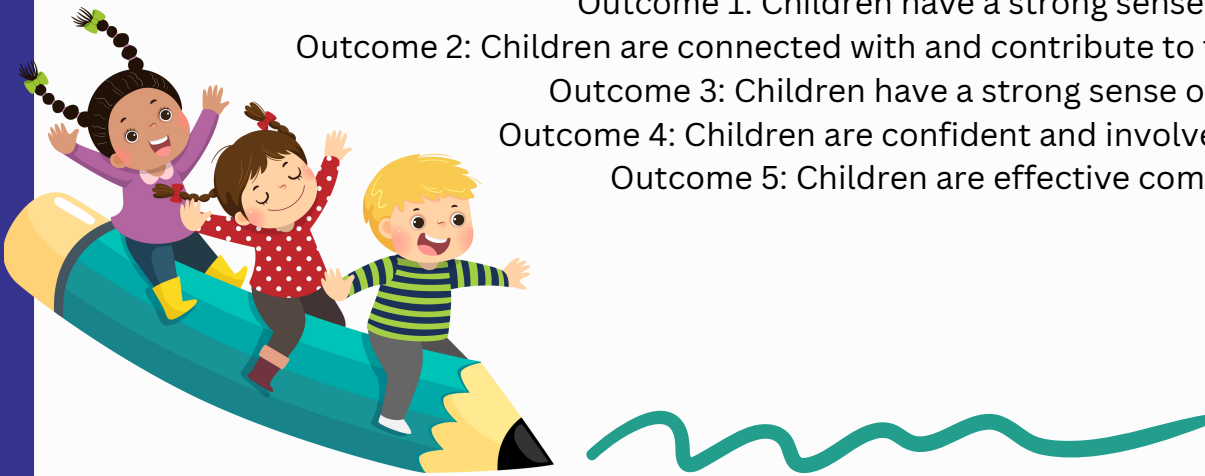 Outcome 1: Children have a strong sense
Outcome 2: Children are connected with and contribute to
Outcome 3: Children have a strong sense o
Outcome 4: Children are confident and involve
Outcome 5: Children are effective com